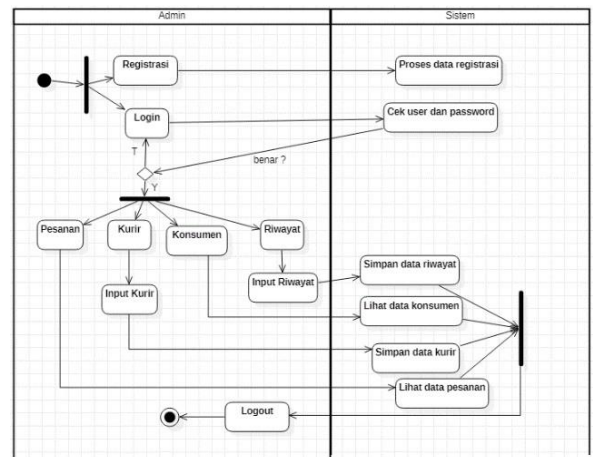 Admin
Sistem
Registrasi
Proses data registrasi
Login
Cek user dan password
T
benar ?
Y
Pesanan
Kurir
Konsumen
Riwayat
Input Kurir
Input Riwayat
Simpan data riwayat
Lihat data konsumen
Simpan data kurir
Lihat data pesanan
Logout